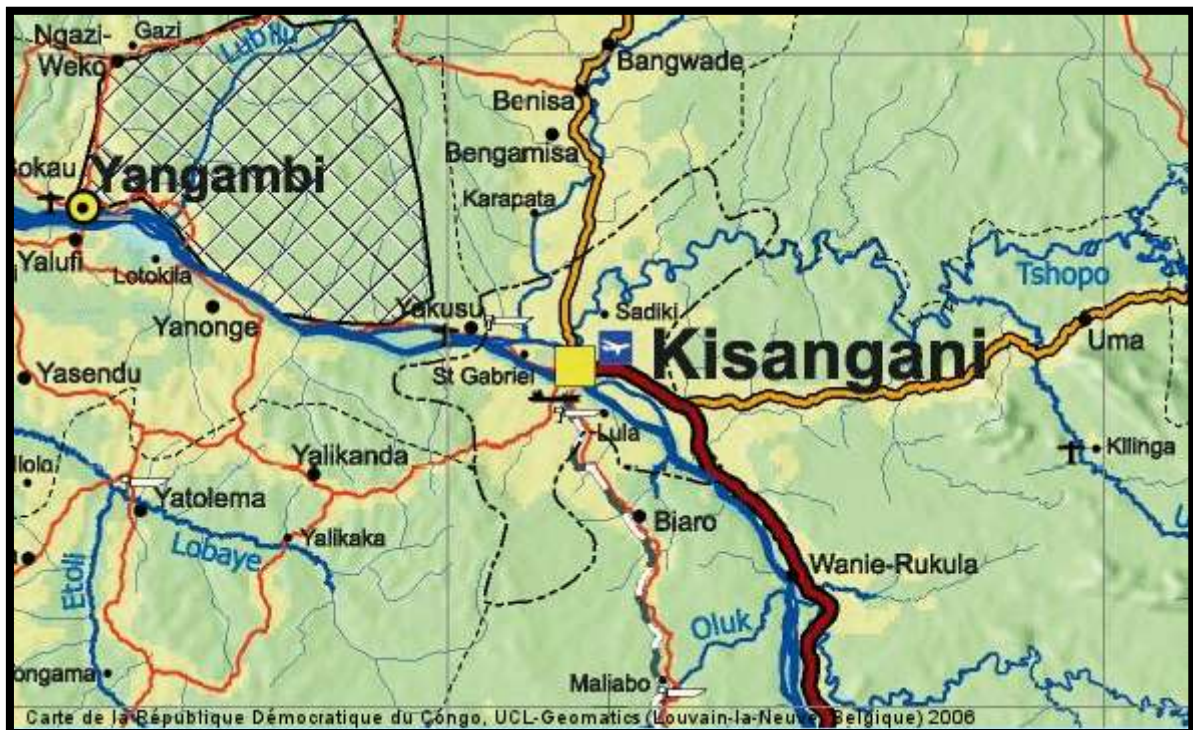 Ngazi-
Weko
Gazi
Lubilu
Bangwade
Benisa
Bengamisa
Yangambi
Karapata
Yalufi
Lotokila
Tshopo
Yanonge
Yakusu
Sadiki
Uma
Kisangani
Yasendu
St Gabriel
Lula
Yalikanda
Kilinga
Yatolema
Biaro
Lobaye
Yalikaka
Etoli
Wanie-Rukula
Oluk
Maliabo
Carte de la République Démocratique du Congo, UCL-Geomatics (Louvain-la-Neuve, Belgique) 2006